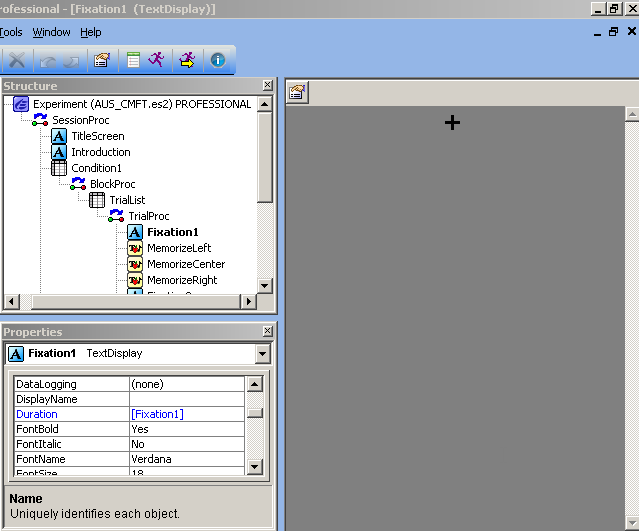 rofessional - [Fixation1 (TextDisplay)]
Tools Window Help
Structure
Experiment (AUS_CMFT.es2) PROFESSIONAL
SessionProc
TitleScreen
Introduction
Condition1
BlockProc
TrialList
TrialProc
Fixation1
MemorizeLeft
MemorizeCenter
MemorizeRight
Properties
Fixation1 TextDisplay
DataLogging (none)
DisplayName
Duration [Fixation1]
FontBold Yes
FontItalic No
FontName Verdana
FontSize 18
Name
Uniquely identifies each object.